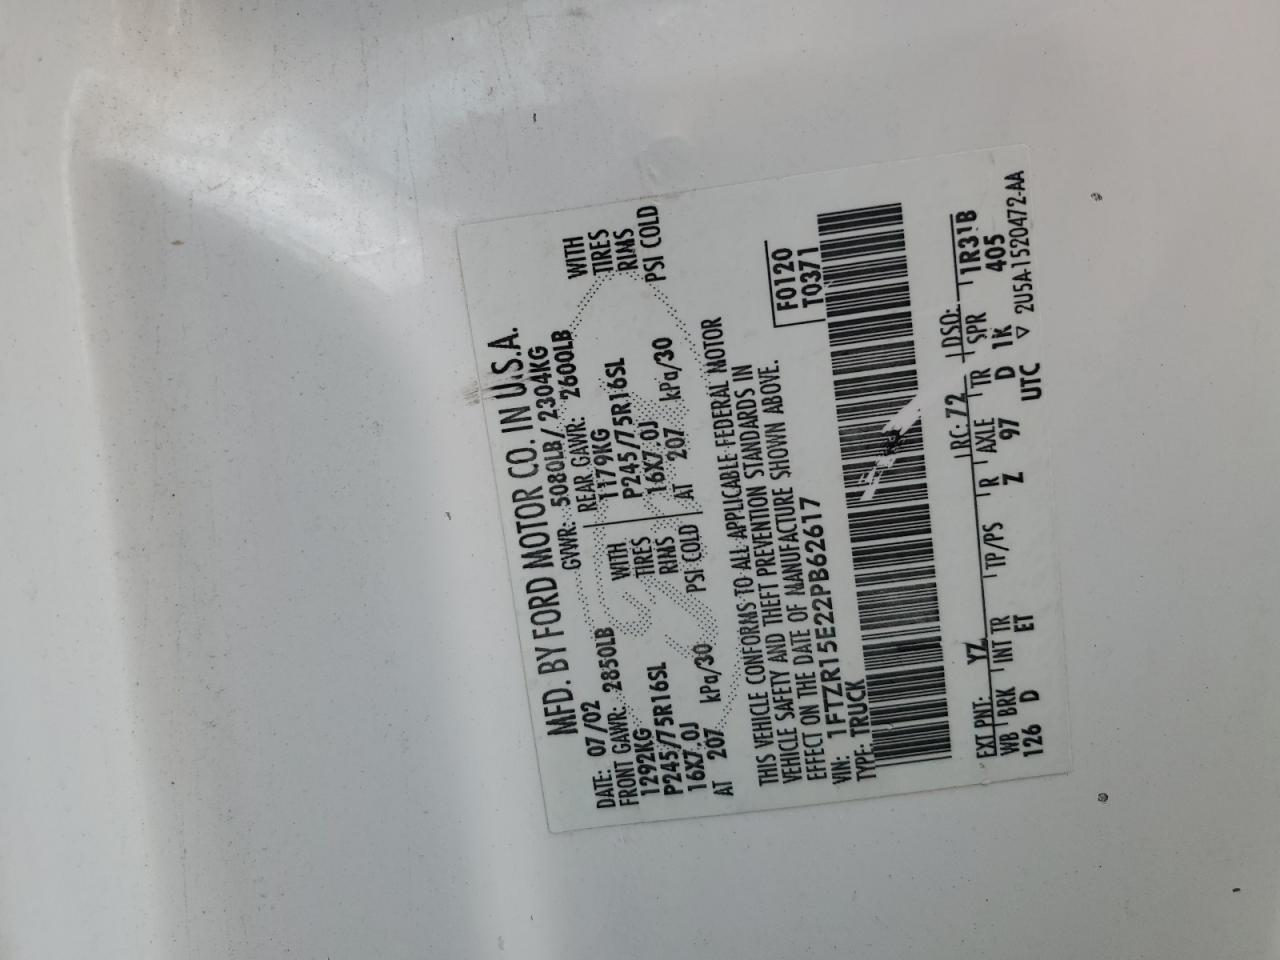 MFD. BY FORD MOTOR CO. IN U.S.A.
DATE: 07/02 GVWR: 5080LB / 2304KG
FRONT GAWR: 2850LB REAR GAWR: 2600LB
1292KG WITH 1179KG WITH
P245/75R16SL TIRES P245/75R16SL TIRES
16X7.0J RIMS 16X7.0J RIMS
AT 207 kPa/30 PSI COLD AT 207 kPa/30 PSI COLD
THIS VEHICLE CONFORMS TO ALL APPLICABLE FEDERAL MOTOR
VEHICLE SAFETY AND THEFT PREVENTION STANDARDS IN
EFFECT ON THE DATE OF MANUFACTURE SHOWN ABOVE.
VIN: 1FTZR15E22PB62617 F0120
TYPE: TRUCK T0371
EXT PNT: YZ RC: 72 DSO:
WB BRK INT TR TP/PS R AXLE TR SPR 1R31B
126 D ET Z 97 D 1K 405
UTC ▽ 2U5A-1520472-AA